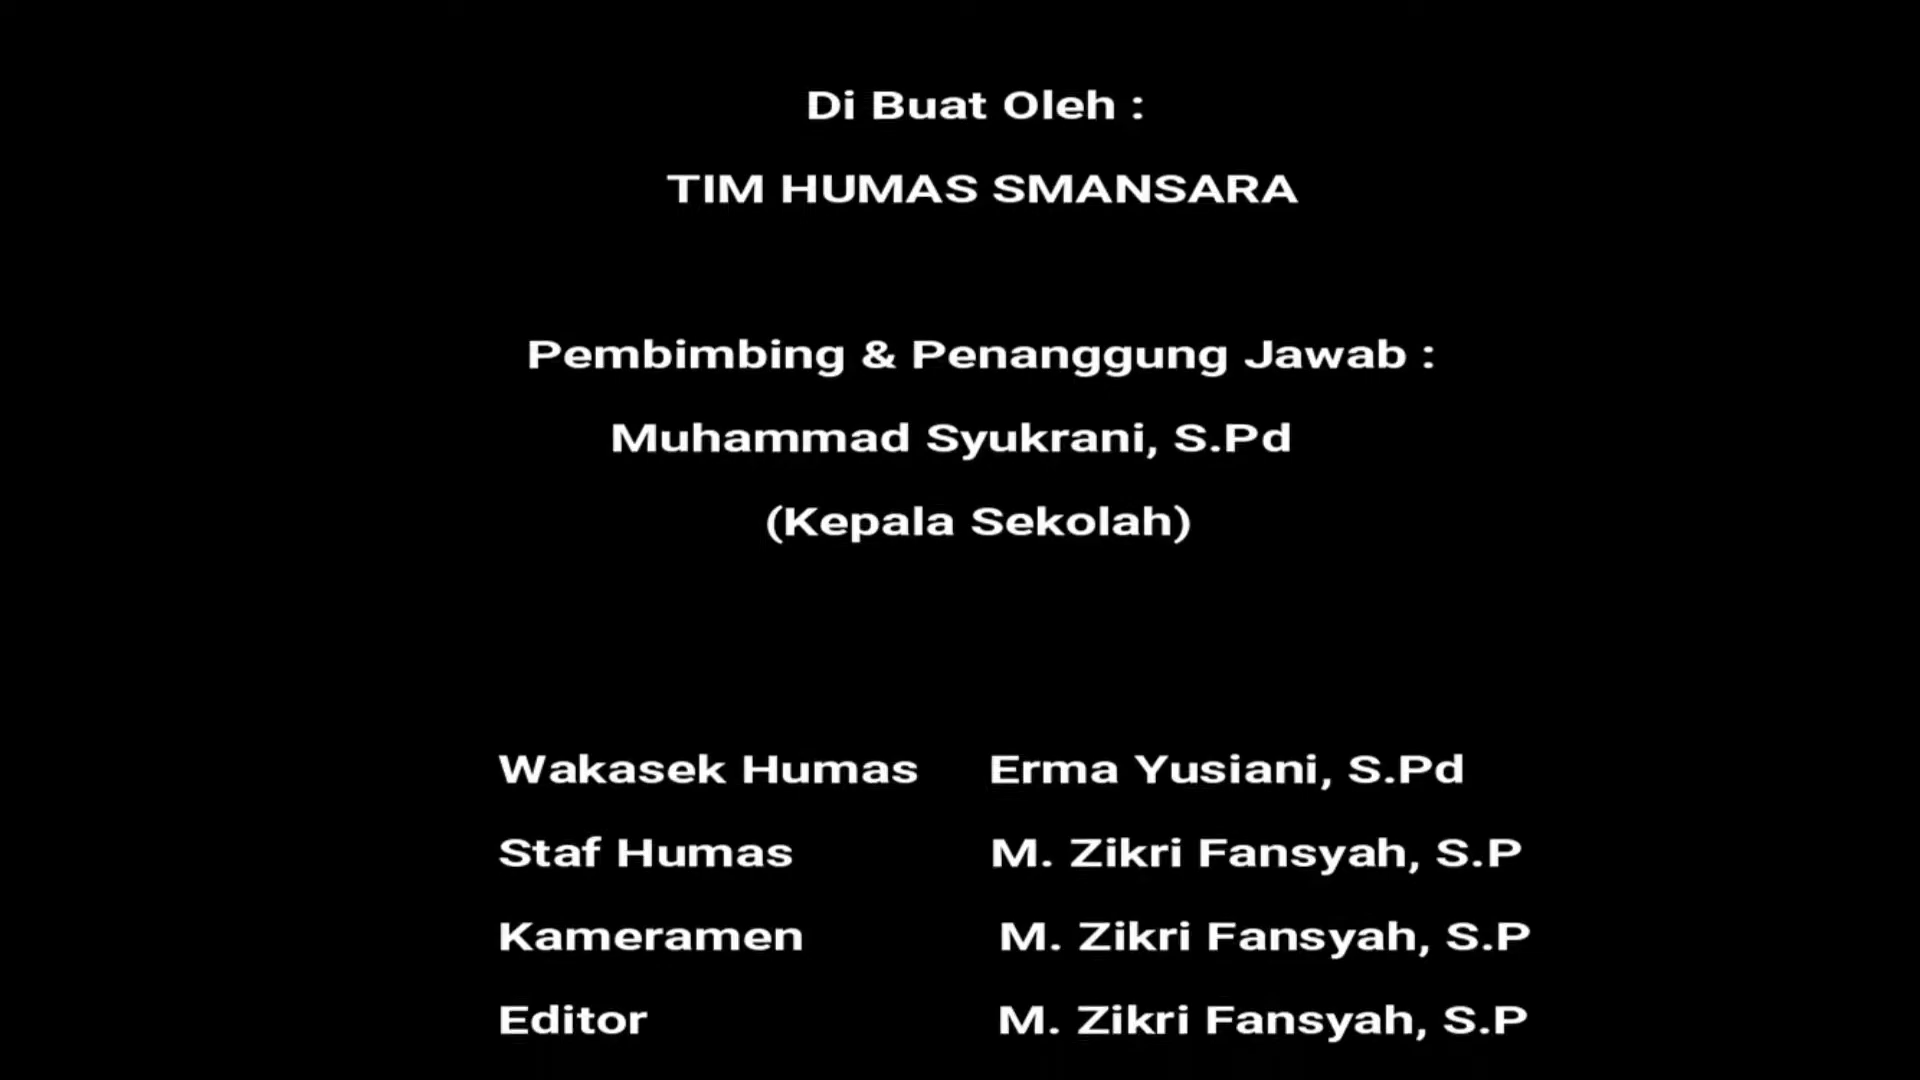 Di Buat Oleh :
TIM HUMAS SMANSARA
Pembimbing & Penanggung Jawab :
Muhammad Syukrani, S.Pd
(Kepala Sekolah)
Wakasek Humas Erma Yusiani, S.Pd
Staf Humas M. Zikri Fansyah, S.P
Kameramen M. Zikri Fansyah, S.P
Editor M. Zikri Fansyah, S.P